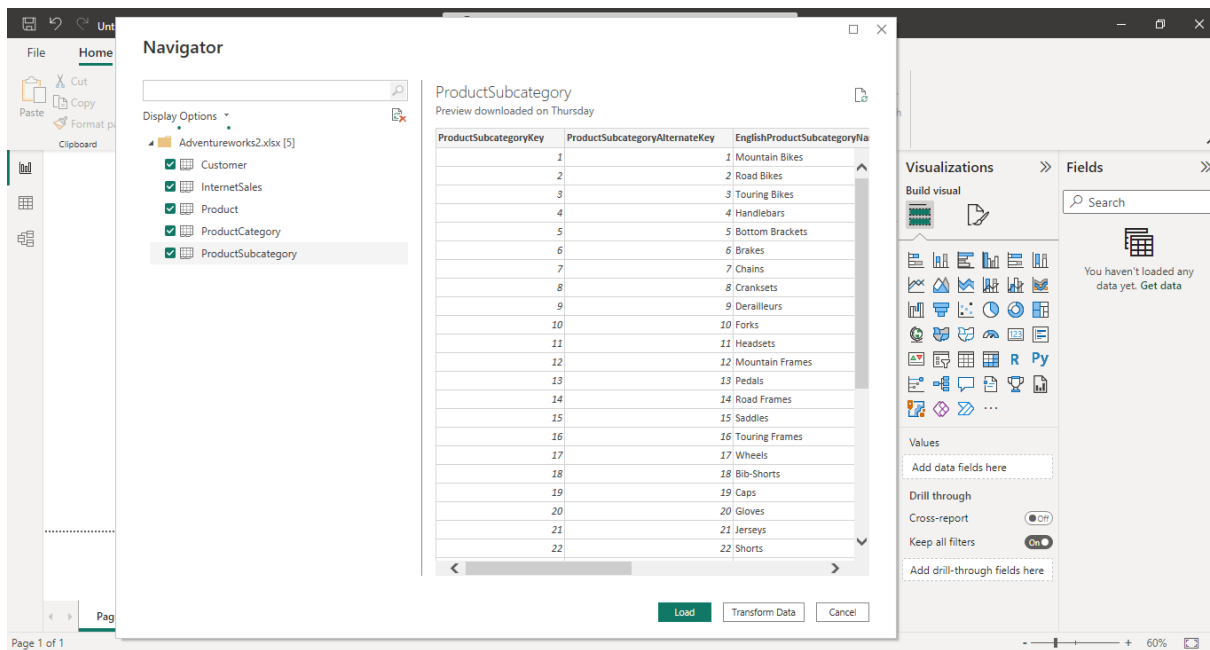 Unt
File Home
Cut
Copy
Paste
Format pa
Clipboard
Navigator
Display Options
Adventureworks2.xlsx [5]
Customer
InternetSales
Product
ProductCategory
ProductSubcategory
ProductSubcategory
Preview downloaded on Thursday
ProductSubcategoryKey ProductSubcategoryAlternateKey EnglishProductSubcategoryNa
1 1 Mountain Bikes
2 2 Road Bikes
3 3 Touring Bikes
4 4 Handlebars
5 5 Bottom Brackets
6 6 Brakes
7 7 Chains
8 8 Cranksets
9 9 Derailleurs
10 10 Forks
11 11 Headsets
12 12 Mountain Frames
13 13 Pedals
14 14 Road Frames
15 15 Saddles
16 16 Touring Frames
17 17 Wheels
18 18 Bib-Shorts
19 19 Caps
20 20 Gloves
21 21 Jerseys
22 22 Shorts
Load Transform Data Cancel
h
Visualizations
Build visual
123
R Py
Values
Add data fields here
Drill through
Cross-report Off
Keep all filters On
Add drill-through fields here
Fields
Search
You haven't loaded any
data yet. Get data
Pag
Page 1 of 1
- + 60%